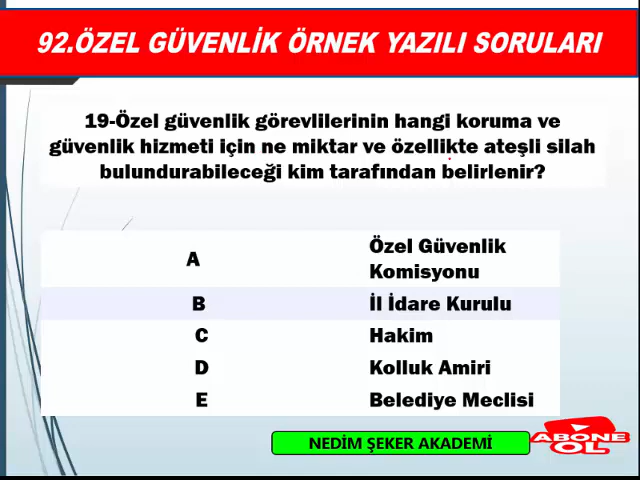 92.ÖZEL GÜVENLİK ÖRNEK YAZILI SORULARI
19-Özel güvenlik görevlilerinin hangi koruma ve
güvenlik hizmeti için ne miktar ve özellikte ateşli silah
bulundurabileceği kim tarafından belirlenir?
A Özel Güvenlik
Komisyonu
B İl İdare Kurulu
C Hakim
D Kolluk Amiri
E Belediye Meclisi
NEDİM ŞEKER AKADEMİ
ABONE
OL